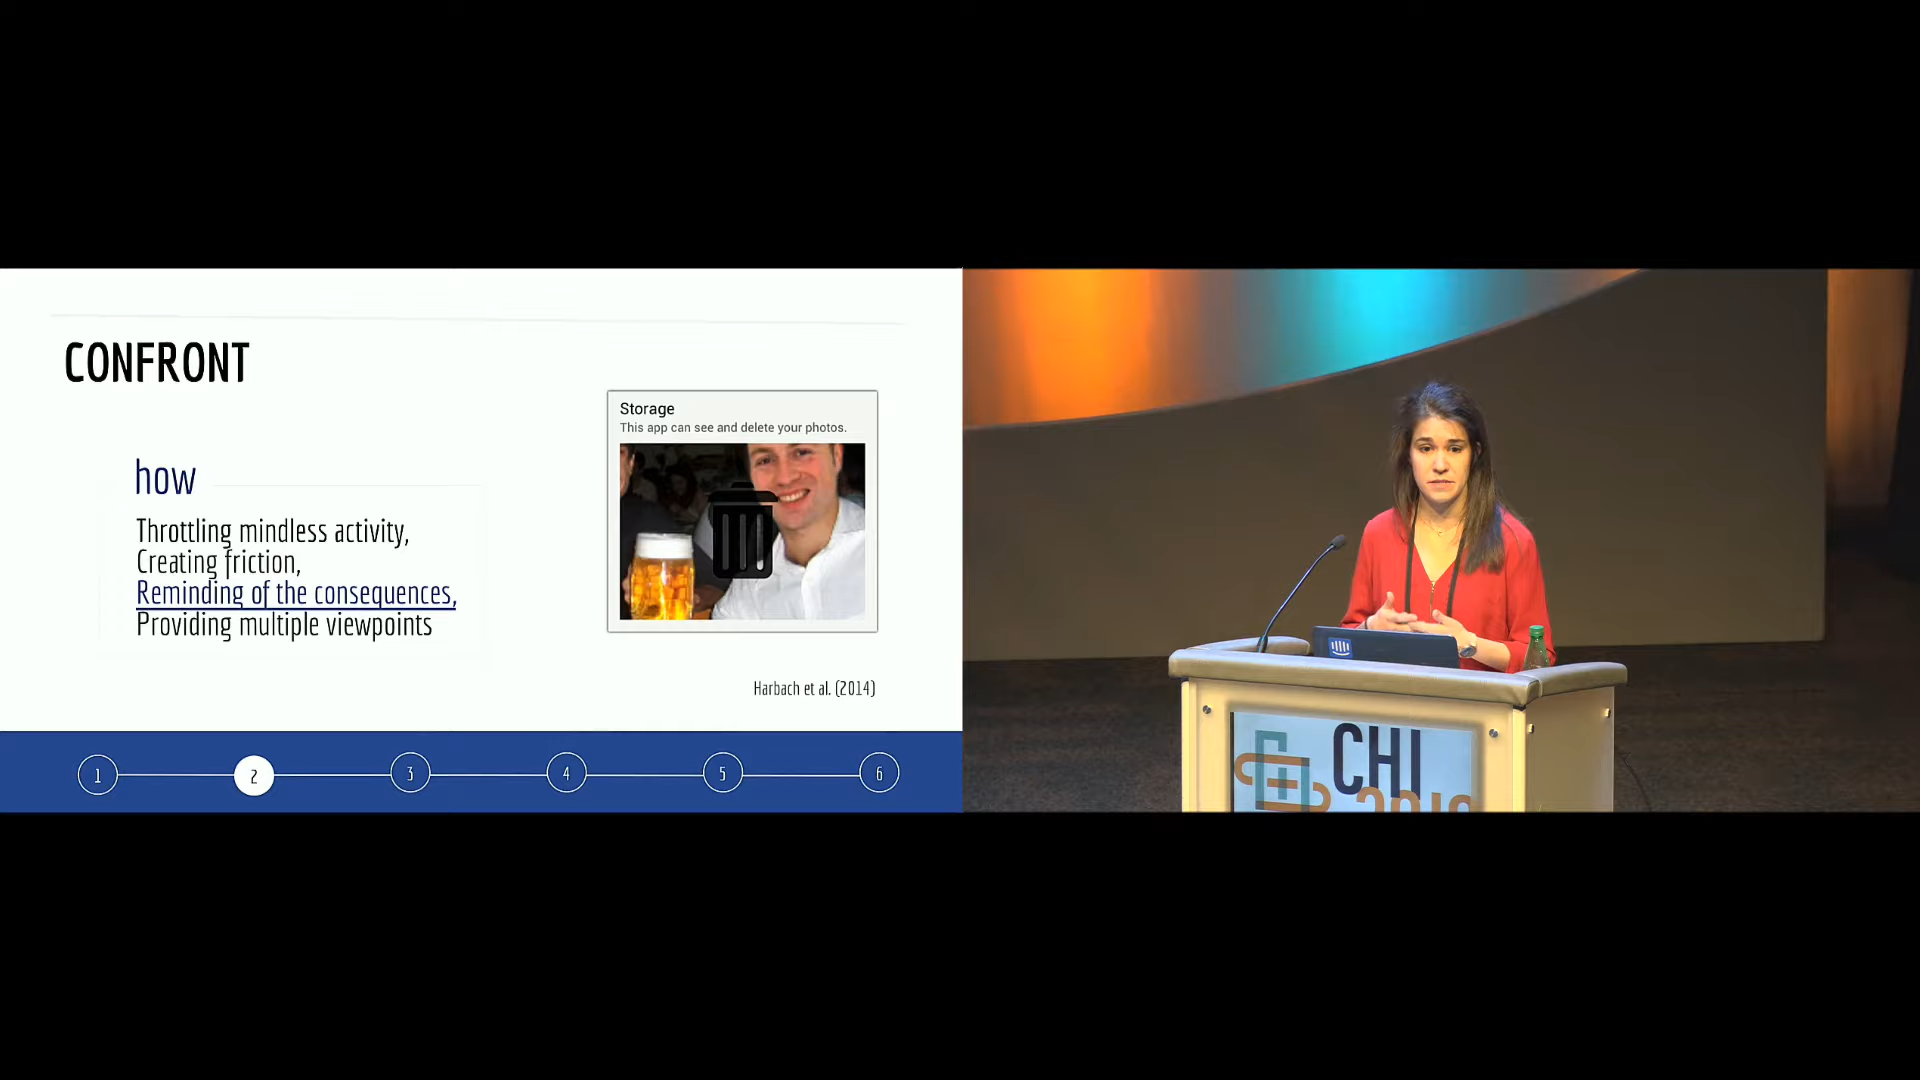 CONFRONT
how
Throttling mindless activity,
Creating friction,
Reminding of the consequences,
Providing multiple viewpoints
Storage
This app can see and delete your photos.
Harbach et al. (2014)
1
2
3
4
5
6
CHI